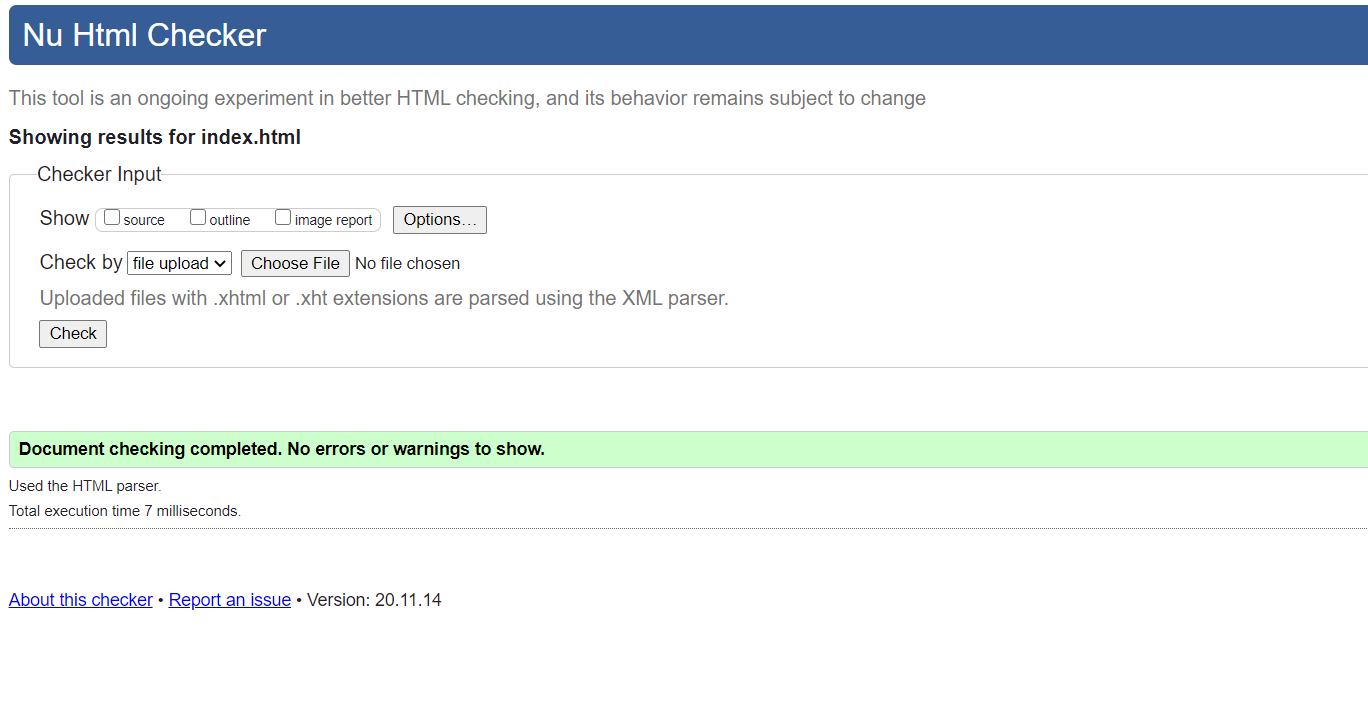 Nu Html Checker
This tool is an ongoing experiment in better HTML checking, and its behavior remains subject to change
Showing results for index.html
Checker Input
Show source outline image report Options…
Check by file upload Choose File No file chosen
Uploaded files with .xhtml or .xht extensions are parsed using the XML parser.
Check
Document checking completed. No errors or warnings to show.
Used the HTML parser.
Total execution time 7 milliseconds.
About this checker • Report an issue • Version: 20.11.14